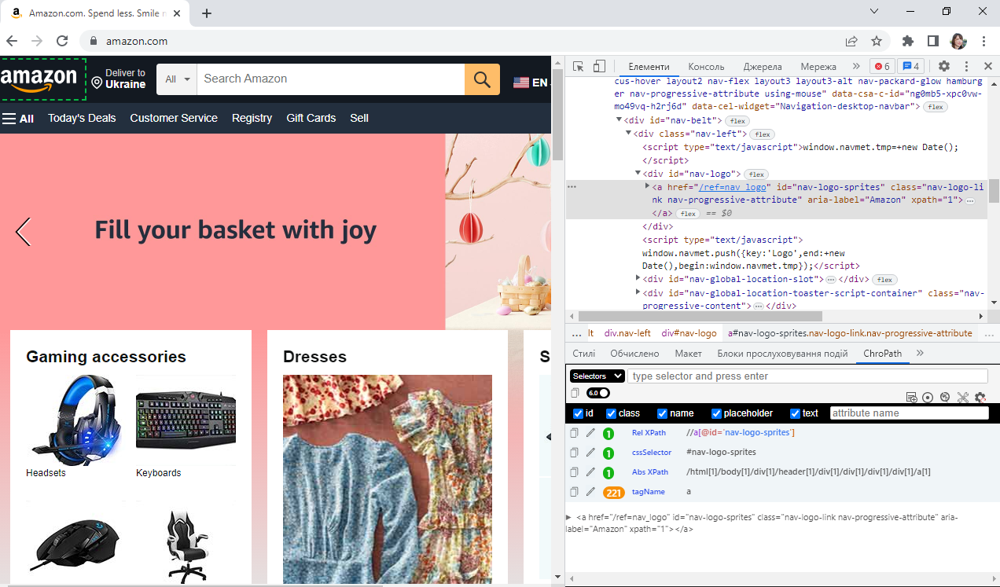 Amazon.com. Spend less. Smile
amazon.com
amazon
Deliver to
Ukraine
All
Search Amazon
EN
All
Today's Deals
Customer Service
Registry
Gift Cards
Sell
Fill your basket with joy
Gaming accessories
Headsets
Keyboards
Dresses
S
Елементи
Консоль
Джерела
Мережа
6
4
cus-hover layout2 nav-flex layout3 layout3-alt nav-packard-glow hamburg
er nav-progressive-attribute using-mouse" data-csa-c-id="ng0mb5-xpc0vw-
mo49vq-h2rj6d" data-cel-widget="Navigation-desktop-navbar"> flex
<div id="nav-belt"> flex
<div class="nav-left"> flex
<script type="text/javascript">window.navmet.tmp=+new Date();
</script>
<div id="nav-logo"> flex
<a href="/ref=nav_logo" id="nav-logo-sprites" class="nav-logo-li
nk nav-progressive-attribute" aria-label="Amazon" xpath="1">…
</a> flex == $0
</div>
<script type="text/javascript">
window.navmet.push({key:'Logo',end:+new
Date(),begin:window.navmet.tmp});</script>
<div id="nav-global-location-slot">…</div> flex
<div id="nav-global-location-toaster-script-container" class="nav-
progressive-content">…</div>
… lt div.nav-left div#nav-logo a#nav-logo-sprites.nav-logo-link.nav-progressive-attribute …
Стилі
Обчислено
Макет
Блоки прослуховування подій
ChroPath
Selectors
type selector and press enter
6.0
id
class
name
placeholder
text
attribute name
1 Rel XPath //a[@id='nav-logo-sprites']
1 cssSelector #nav-logo-sprites
1 Abs XPath /html[1]/body[1]/div[1]/header[1]/div[1]/div[1]/div[1]/div[1]/a[1]
221 tagName a
<a href="/ref=nav_logo" id="nav-logo-sprites" class="nav-logo-link nav-progressive-attribute" aria-
label="Amazon" xpath="1"></a>